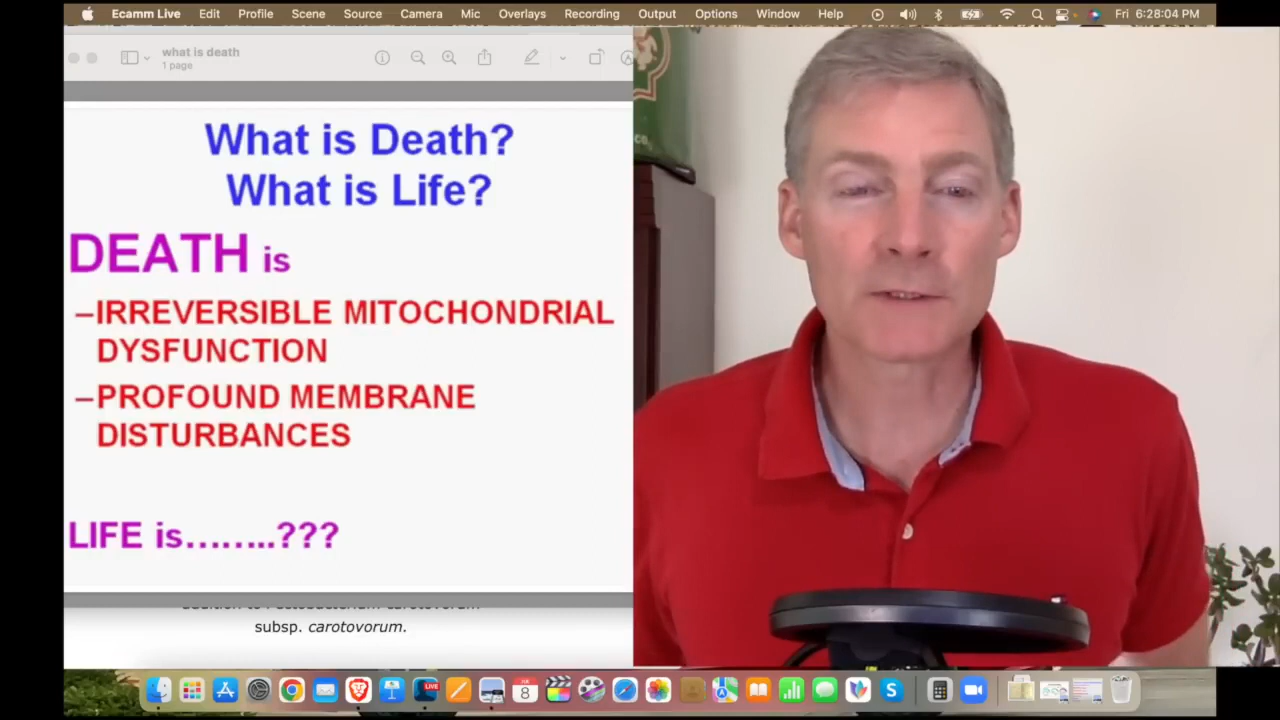 Ecamm Live Edit Profile Scene Source Camera Mic Overlays Recording Output Options Window Help Fri 6:28:04 PM
what is death
1 page
What is Death?
What is Life?
DEATH is
–IRREVERSIBLE MITOCHONDRIAL
DYSFUNCTION
–PROFOUND MEMBRANE
DISTURBANCES
LIFE is……..???
subsp. carotovorum.
LIVE
8